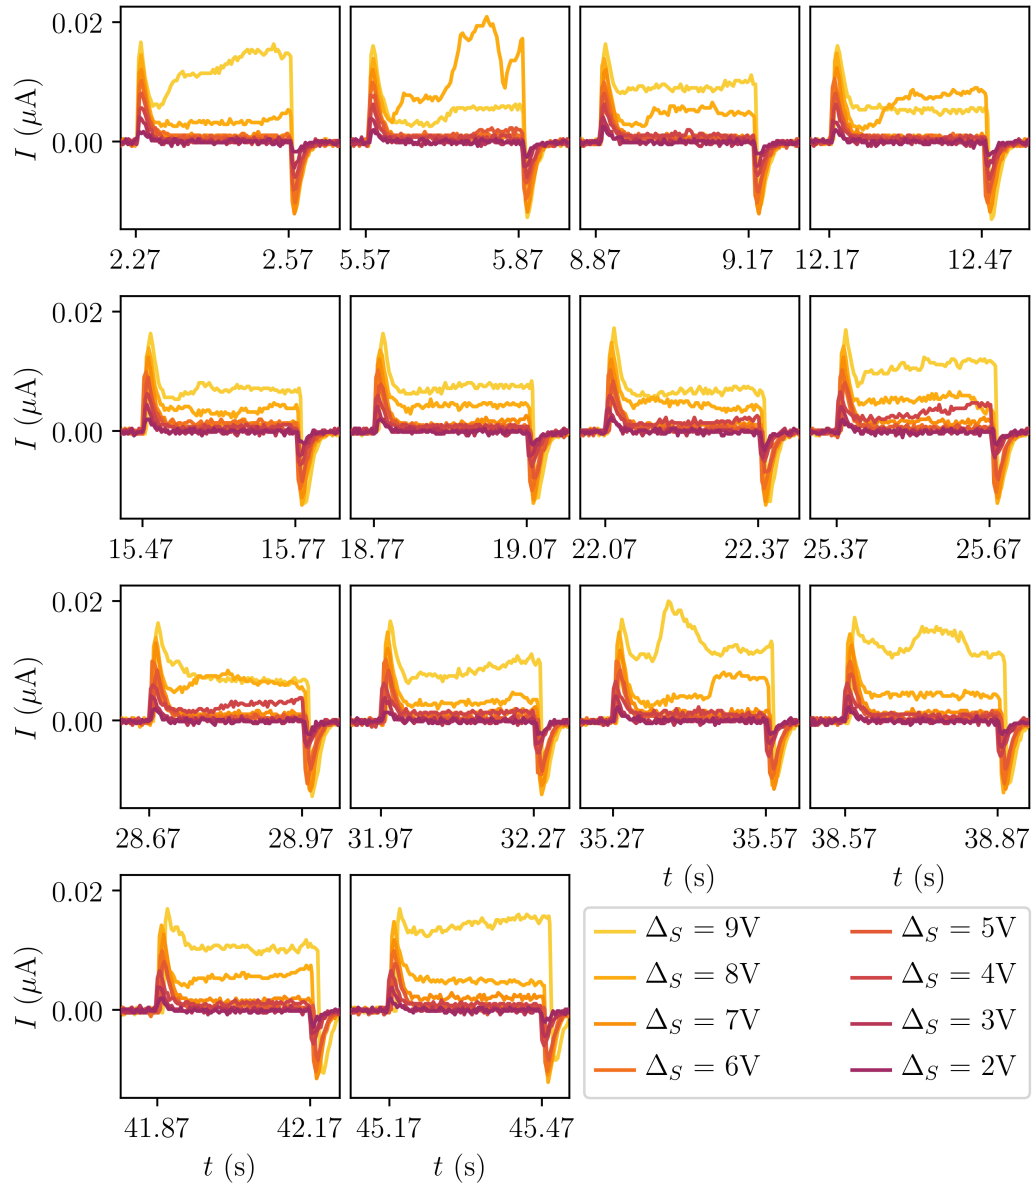 0.02
I (μA)
0.00
2.27 2.57 5.57 5.87 8.87 9.17 12.17 12.47
0.02
I (μA)
0.00
15.47 15.77 18.77 19.07 22.07 22.37 25.37 25.67
0.02
I (μA)
0.00
28.67 28.97 31.97 32.27 35.27 35.57 38.57 38.87
t (s) t (s)
0.02
I (μA)
0.00
41.87 42.17 45.17 45.47
t (s) t (s)
Δ_S = 9V
Δ_S = 8V
Δ_S = 7V
Δ_S = 6V
Δ_S = 5V
Δ_S = 4V
Δ_S = 3V
Δ_S = 2V